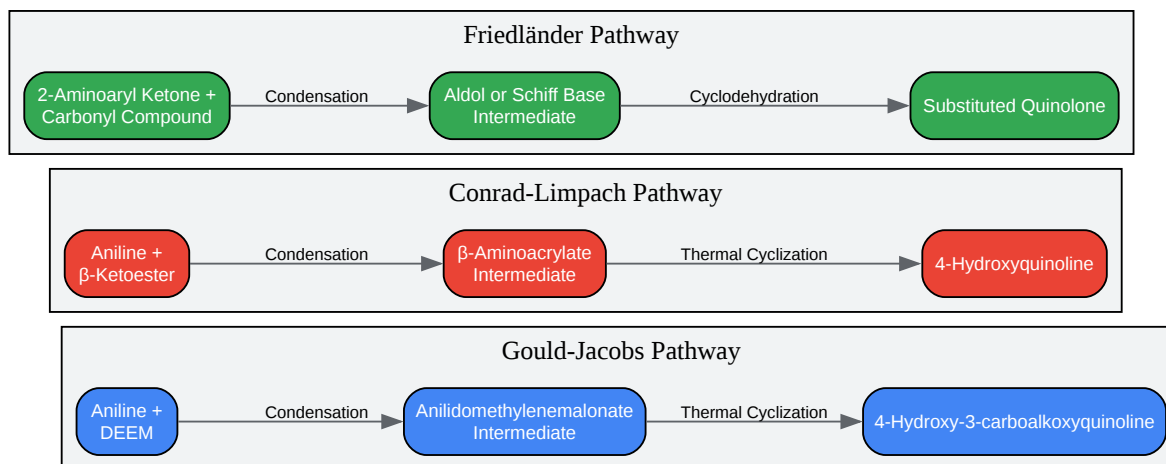 Friedländer Pathway
2-Aminoaryl Ketone +
Carbonyl Compound
Condensation
Aldol or Schiff Base
Intermediate
Cyclodehydration
Substituted Quinolone
Conrad-Limpach Pathway
Aniline +
β-Ketoester
Condensation
β-Aminoacrylate
Intermediate
Thermal Cyclization
4-Hydroxyquinoline
Gould-Jacobs Pathway
Aniline +
DEEM
Condensation
Anilidomethylenemalonate
Intermediate
Thermal Cyclization
4-Hydroxy-3-carboalkoxyquinoline